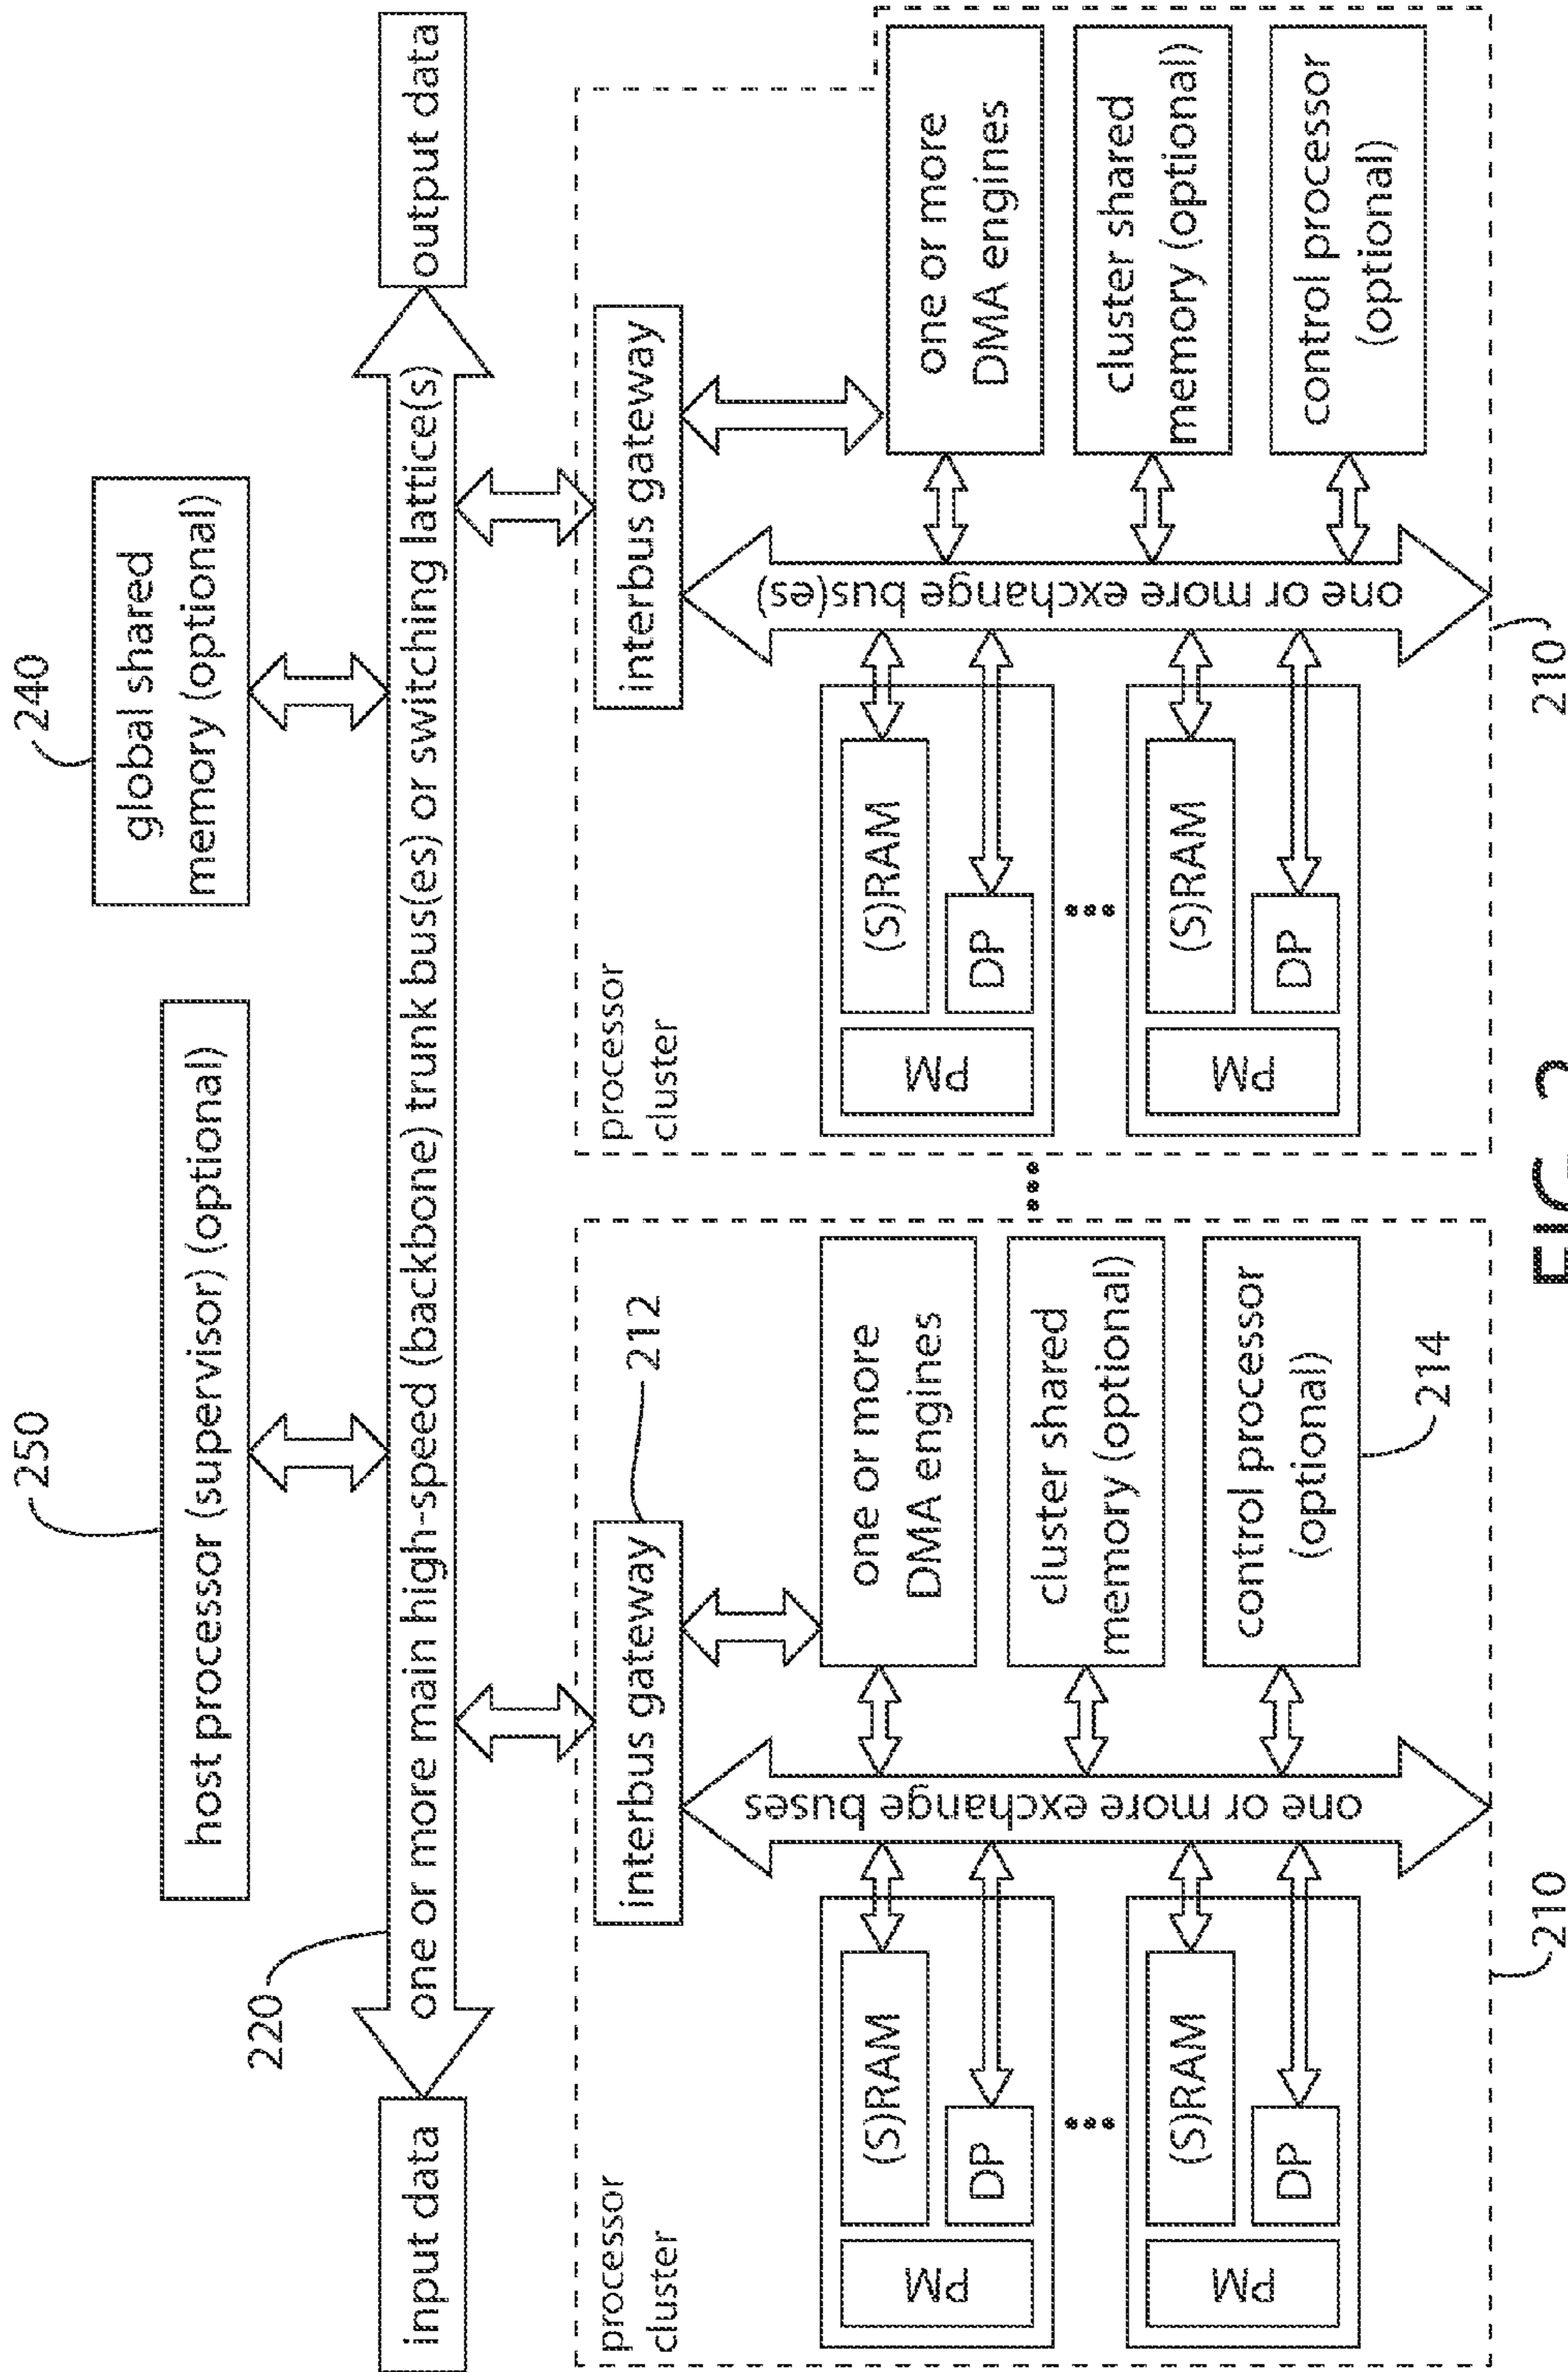 250
240
host processor (supervisor) (optional)
global shared
memory (optional)
220
input data
one or more main high-speed (backbone) trunk bus(es) or switching lattice(s)
output data
processor
cluster
interbus gateway
212
PM
(S)RAM
DP
•••
PM
(S)RAM
DP
one or more exchange buses
one or more
DMA engines
cluster shared
memory (optional)
control processor
(optional)
214
210
•••
processor
cluster
interbus gateway
PM
(S)RAM
DP
•••
PM
(S)RAM
DP
one or more exchange bus(es)
one or more
DMA engines
cluster shared
memory (optional)
control processor
(optional)
210
FIG. 2